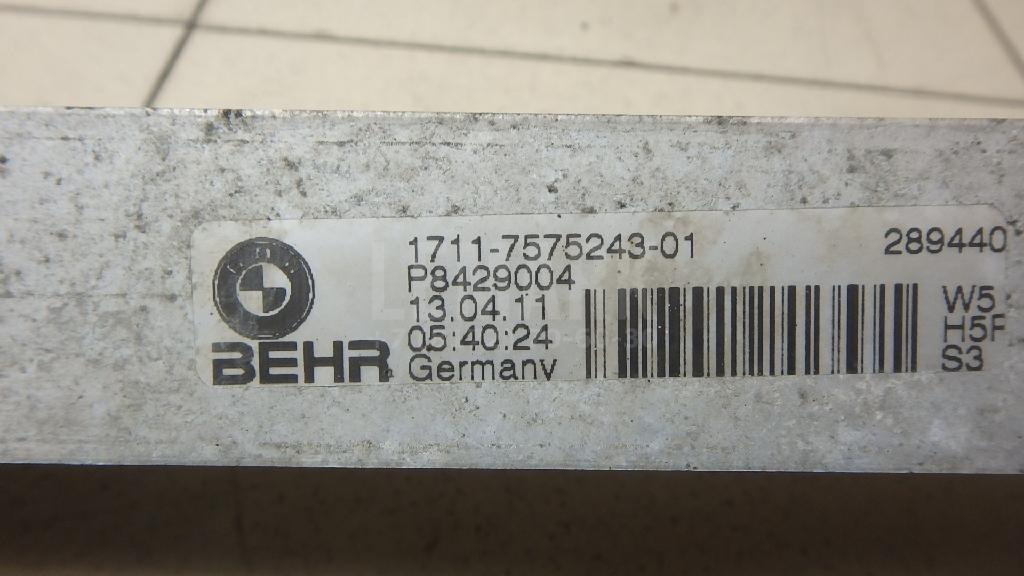 1711-7575243-01 289440
P8429004
13.04.11
05:40:24
Germany
BEHR
W5
H5F
S3